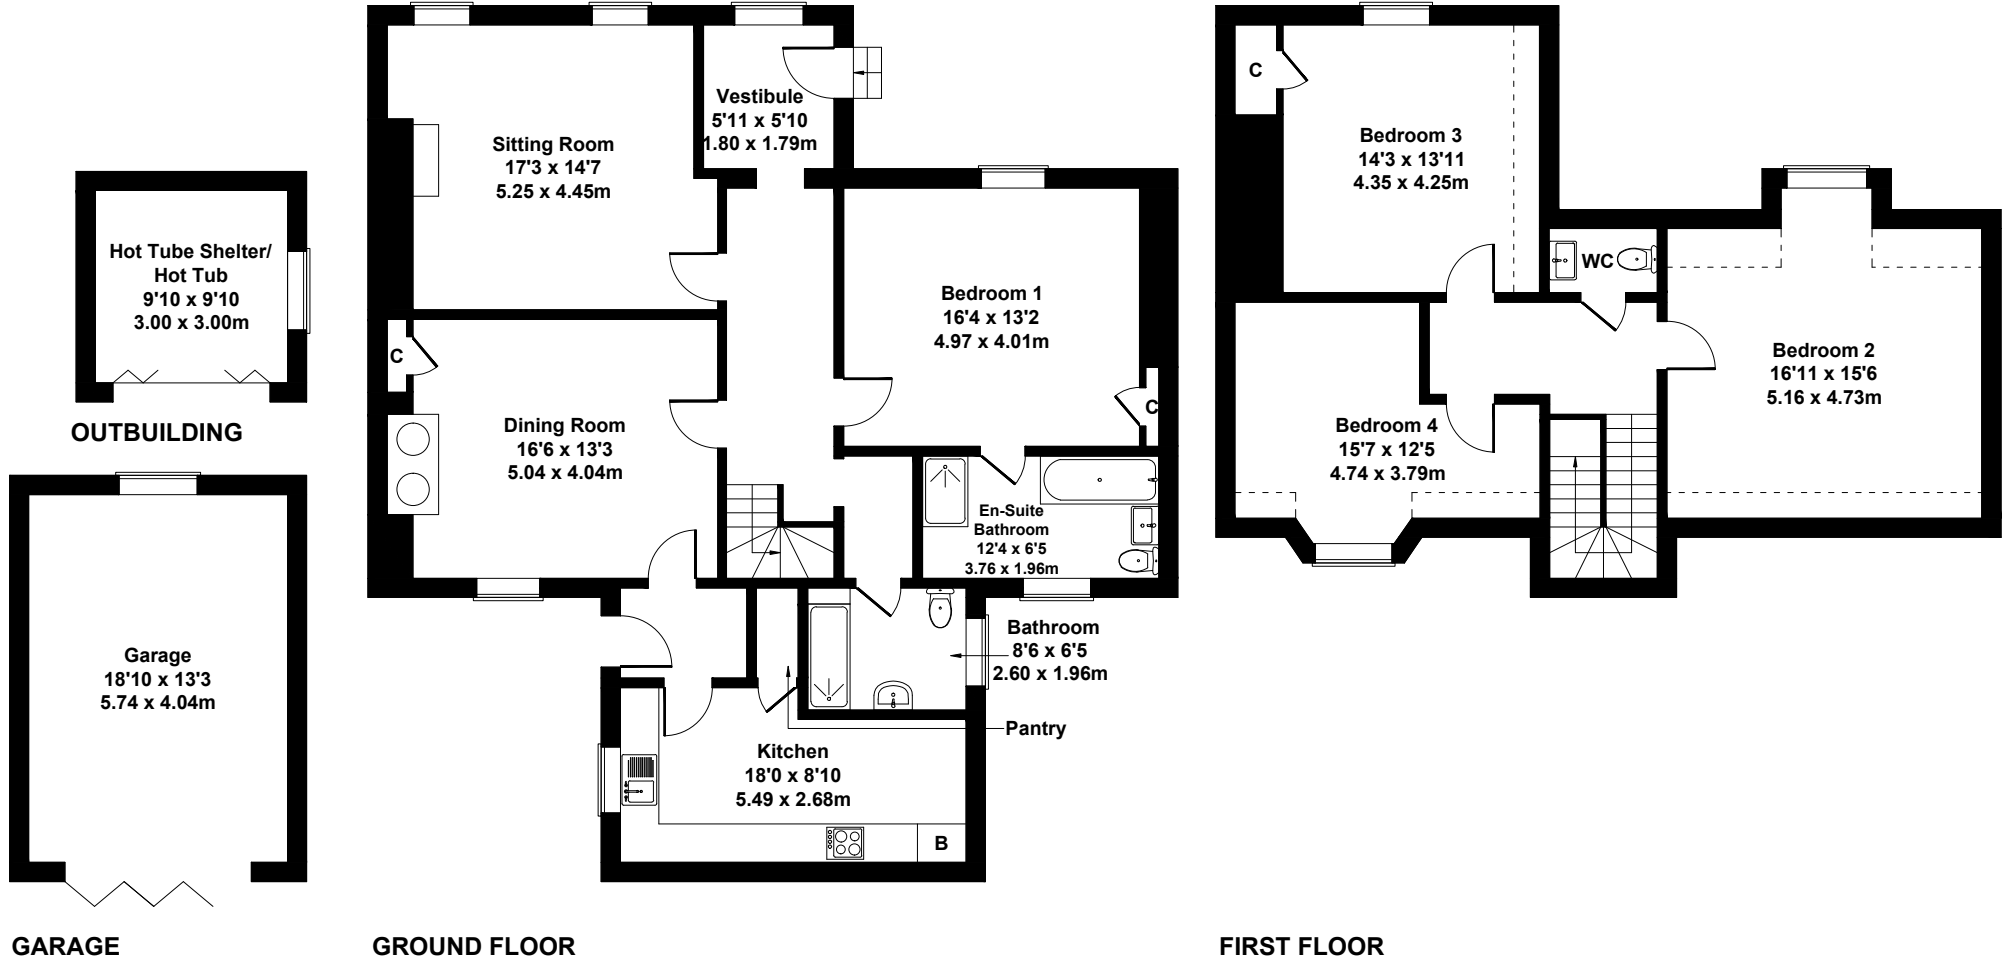 Hot Tube Shelter/
Hot Tub
9'10 x 9'10
3.00 x 3.00m
OUTBUILDING
Garage
18'10 x 13'3
5.74 x 4.04m
GARAGE
Sitting Room
17'3 x 14'7
5.25 x 4.45m
Vestibule
5'11 x 5'10
1.80 x 1.79m
Bedroom 1
16'4 x 13'2
4.97 x 4.01m
C
C
Dining Room
16'6 x 13'3
5.04 x 4.04m
En-Suite
Bathroom
12'4 x 6'5
3.76 x 1.96m
Bathroom
8'6 x 6'5
2.60 x 1.96m
Pantry
Kitchen
18'0 x 8'10
5.49 x 2.68m
B
GROUND FLOOR
C
Bedroom 3
14'3 x 13'11
4.35 x 4.25m
WC
Bedroom 2
16'11 x 15'6
5.16 x 4.73m
Bedroom 4
15'7 x 12'5
4.74 x 3.79m
FIRST FLOOR